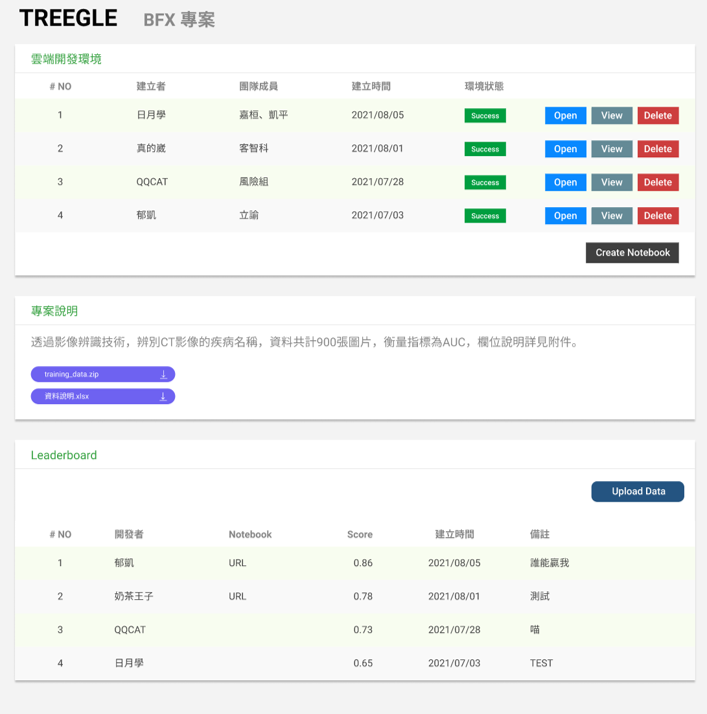 TREEGLE BFX 專案
雲端開發環境
# NO 建立者 團隊成員 建立時間 環境狀態
1 日月學 嘉桓、凱平 2021/08/05 Success Open View Delete
2 真的崴 客智科 2021/08/01 Success Open View Delete
3 QQCAT 風險組 2021/07/28 Success Open View Delete
4 郁凱 立諭 2021/07/03 Success Open View Delete
Create Notebook
專案說明
透過影像辨識技術，辨別CT影像的疾病名稱，資料共計900張圖片，衡量指標為AUC，欄位說明詳見附件。
training_data.zip
資料說明.xlsx
Leaderboard
Upload Data
# NO 開發者 Notebook Score 建立時間 備註
1 郁凱 URL 0.86 2021/08/05 誰能贏我
2 奶茶王子 URL 0.78 2021/08/01 測試
3 QQCAT 0.73 2021/07/28 喵
4 日月學 0.65 2021/07/03 TEST